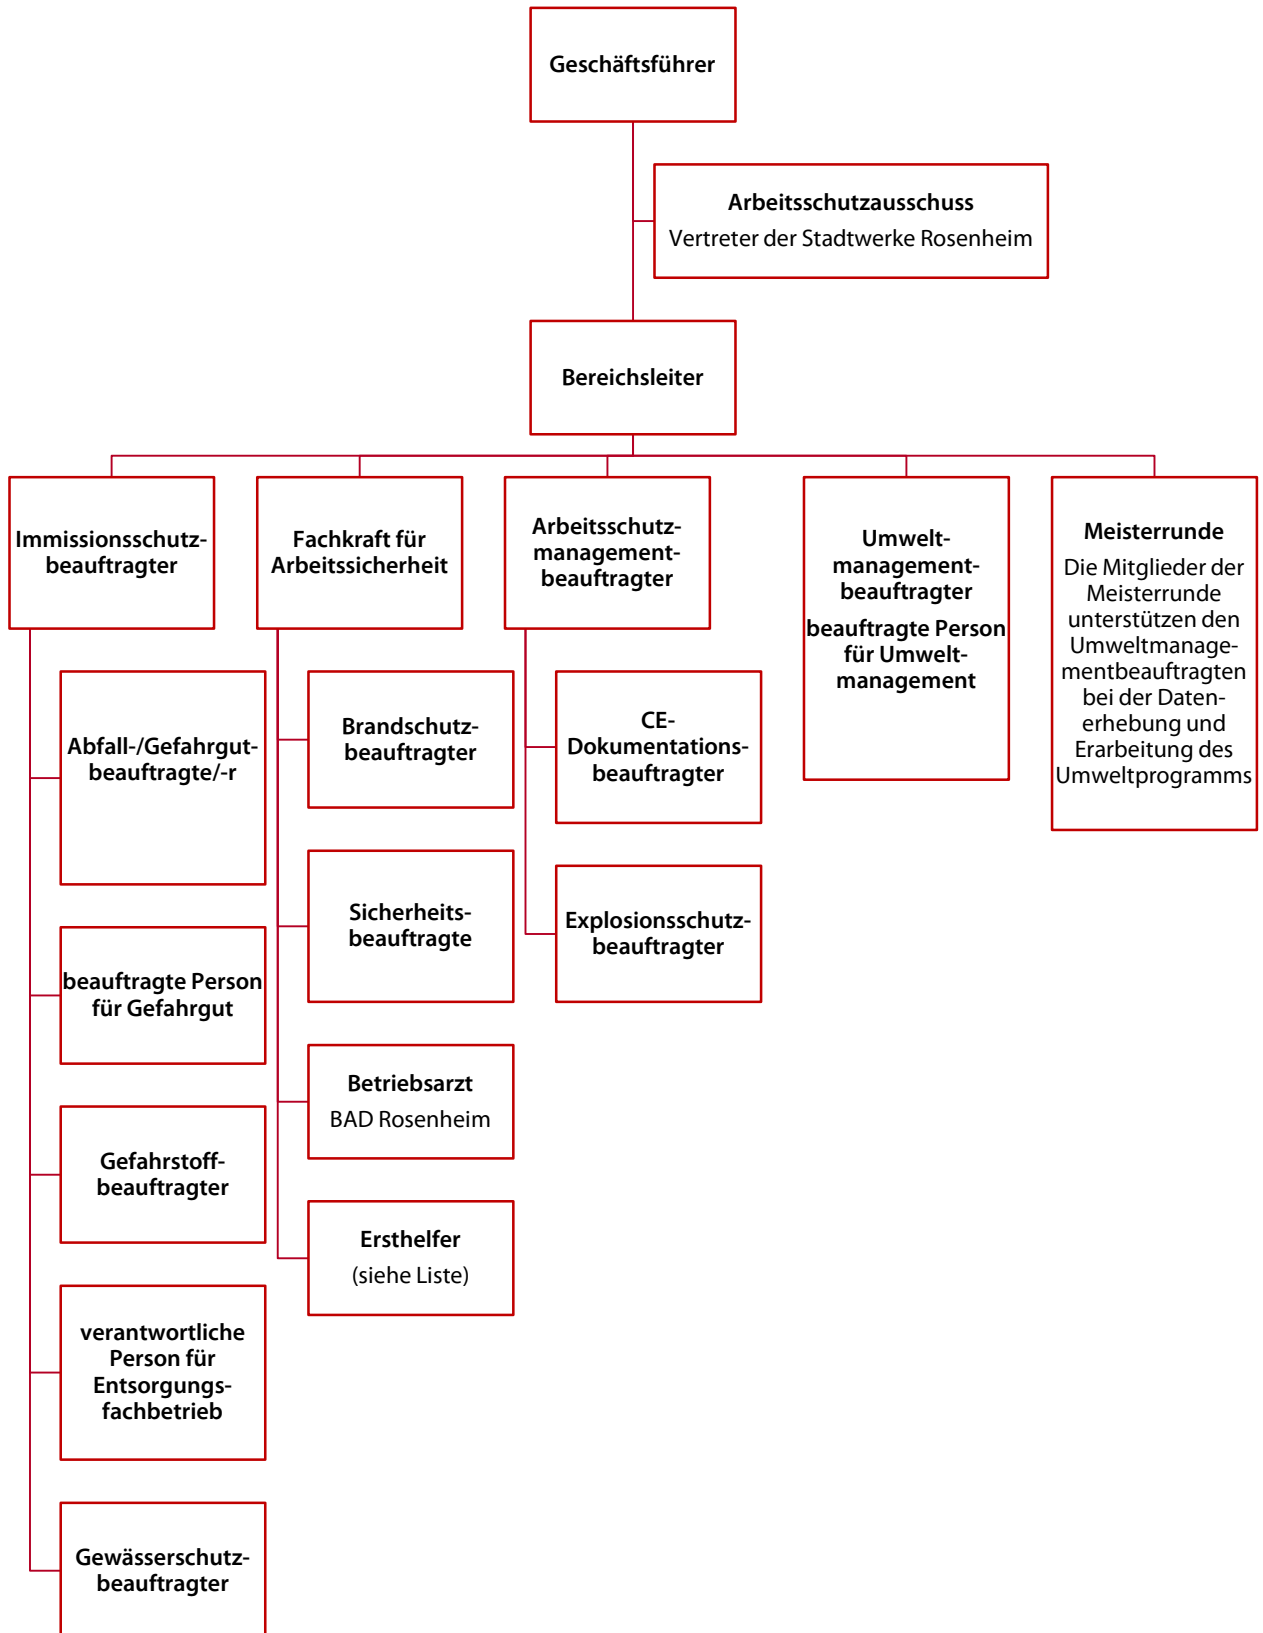 Geschäftsführer
Arbeitsschutzausschuss
Vertreter der Stadtwerke Rosenheim
Bereichsleiter
Immissionsschutz-
beauftragter
Fachkraft für
Arbeitssicherheit
Arbeitsschutz-
management-
beauftragter
Umwelt-
management-
beauftragter
beauftragte Person
für Umwelt-
management
Meisterrunde
Die Mitglieder der
Meisterrunde
unterstützen den
Umweltmanage-
mentbeauftragten
bei der Daten-
erhebung und
Erarbeitung des
Umweltprogramms
Abfall-/Gefahrgut-
beauftragte/-r
beauftragte Person
für Gefahrgut
Gefahrstoff-
beauftragter
verantwortliche
Person für
Entsorgungs-
fachbetrieb
Gewässerschutz-
beauftragter
Brandschutz-
beauftragter
Sicherheits-
beauftragte
Betriebsarzt
BAD Rosenheim
Ersthelfer
(siehe Liste)
CE-
Dokumentations-
beauftragter
Explosionsschutz-
beauftragter